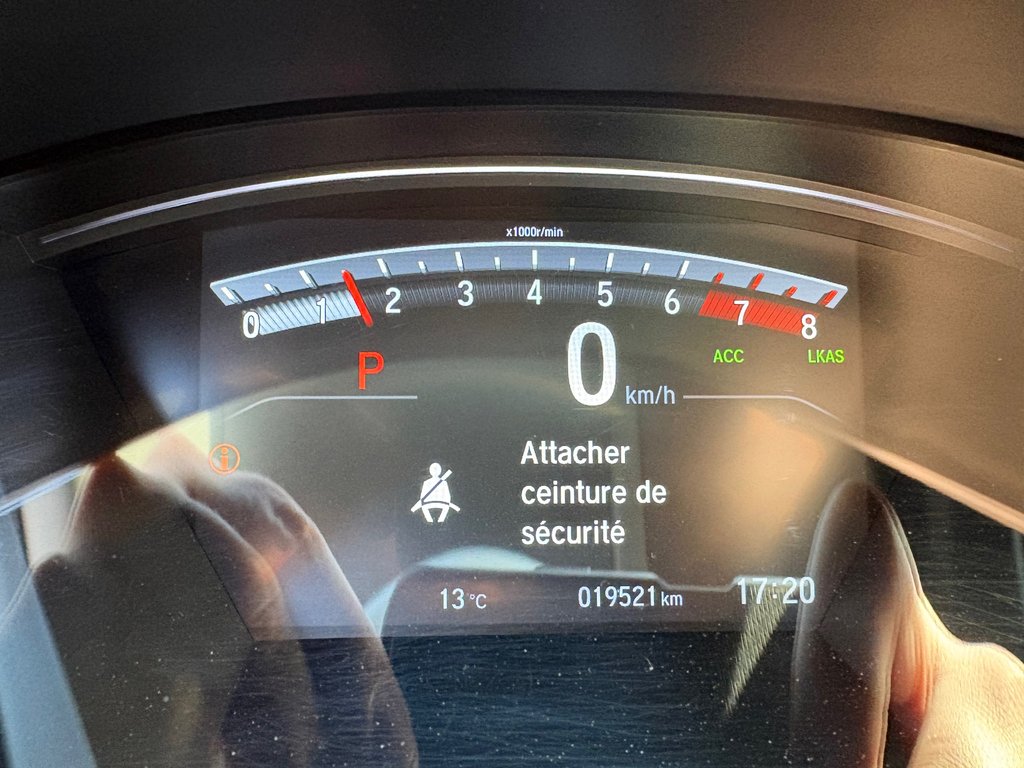 x1000r/min
0 1 2 3 4 5 6 7 8
P
0 km/h
ACC
LKAS
i
Attacher
ceinture de
sécurité
13°C
019521 km
17:20